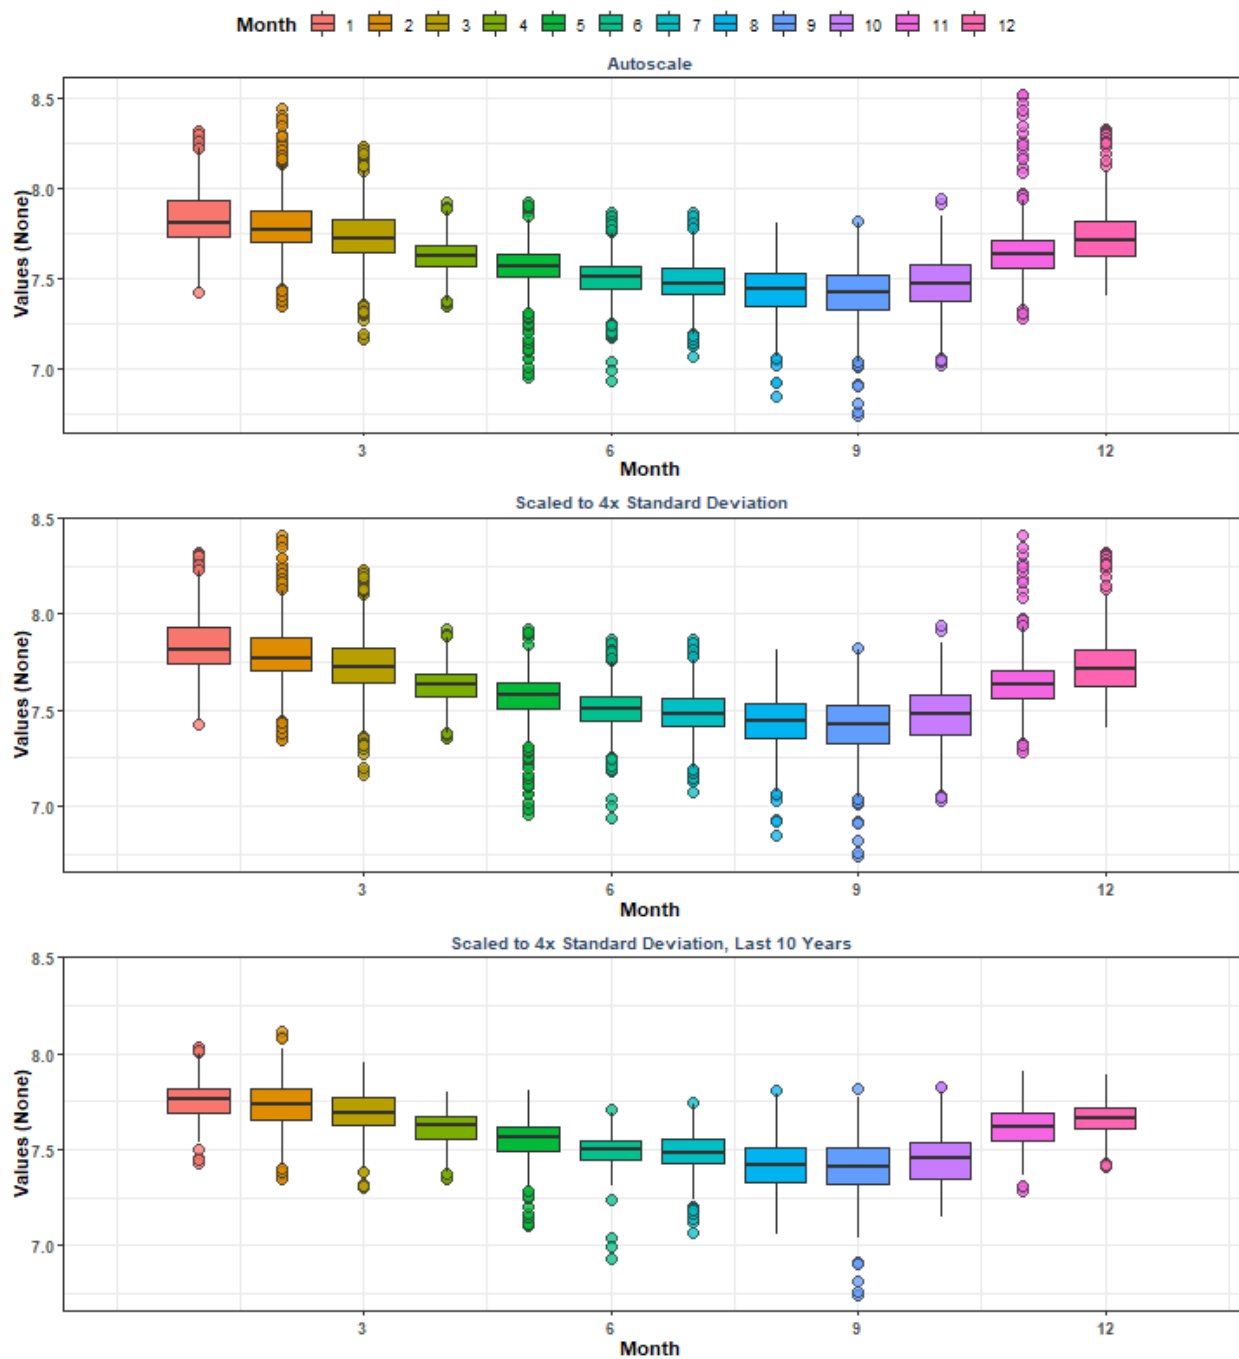 Month 1 2 3 4 5 6 7 8 9 10 11 12
Autoscale
Values (None)
8.5
8.0
7.5
7.0
3 6 9 12
Month
Scaled to 4x Standard Deviation
Values (None)
8.5
8.0
7.5
7.0
3 6 9 12
Month
Scaled to 4x Standard Deviation, Last 10 Years
Values (None)
8.5
8.0
7.5
7.0
3 6 9 12
Month